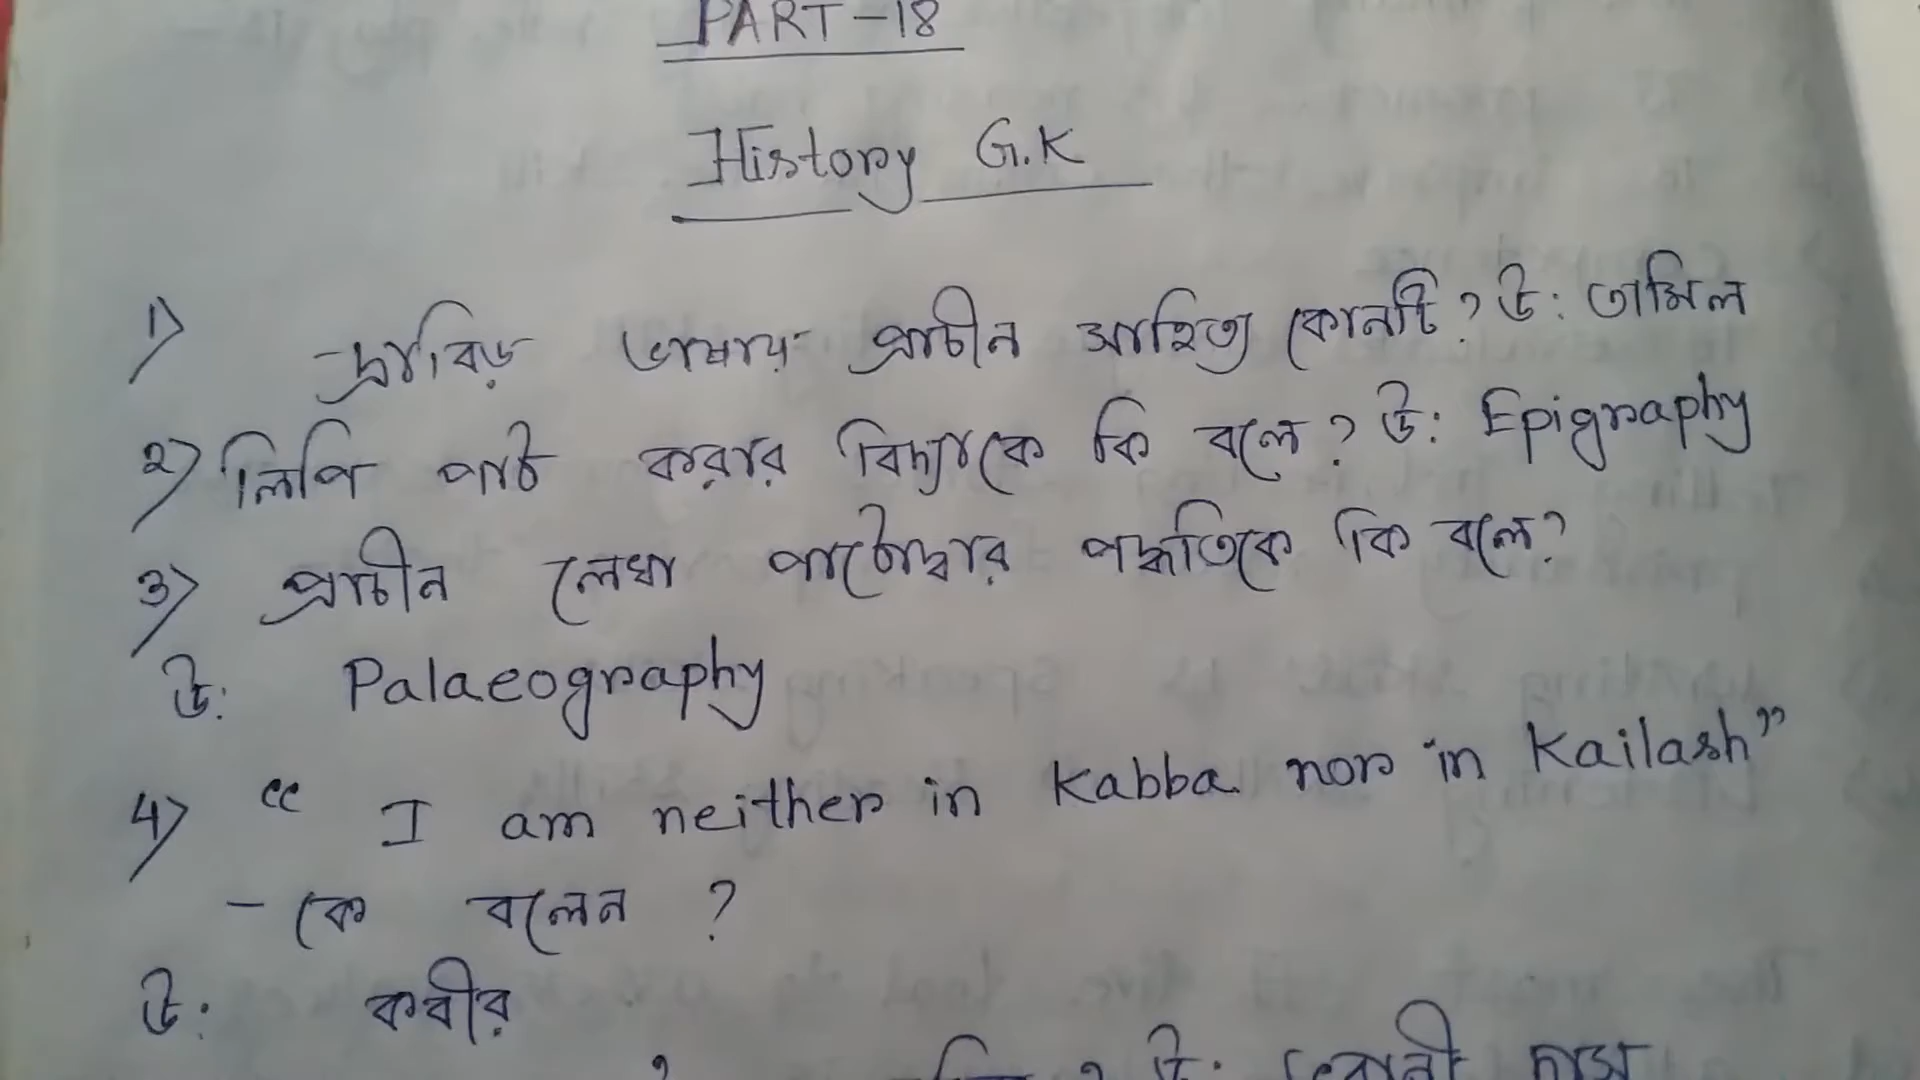 PART-18
History G.K
1) দ্রাবিড় ভাষায় প্রাচীন সাহিত্য কোনটি? উ: তামিল
২) লিপি পাঠ করার বিদ্যাকে কি বলে? উ: Epigraphy
3) প্রাচীন লেখা পাঠোদ্ধার পদ্ধতিকে কি বলে?
উ: Palaeography
4) “ I am neither in Kabba nor in Kailash”
- কে বলেন ?
উ: কবীর
? উ: